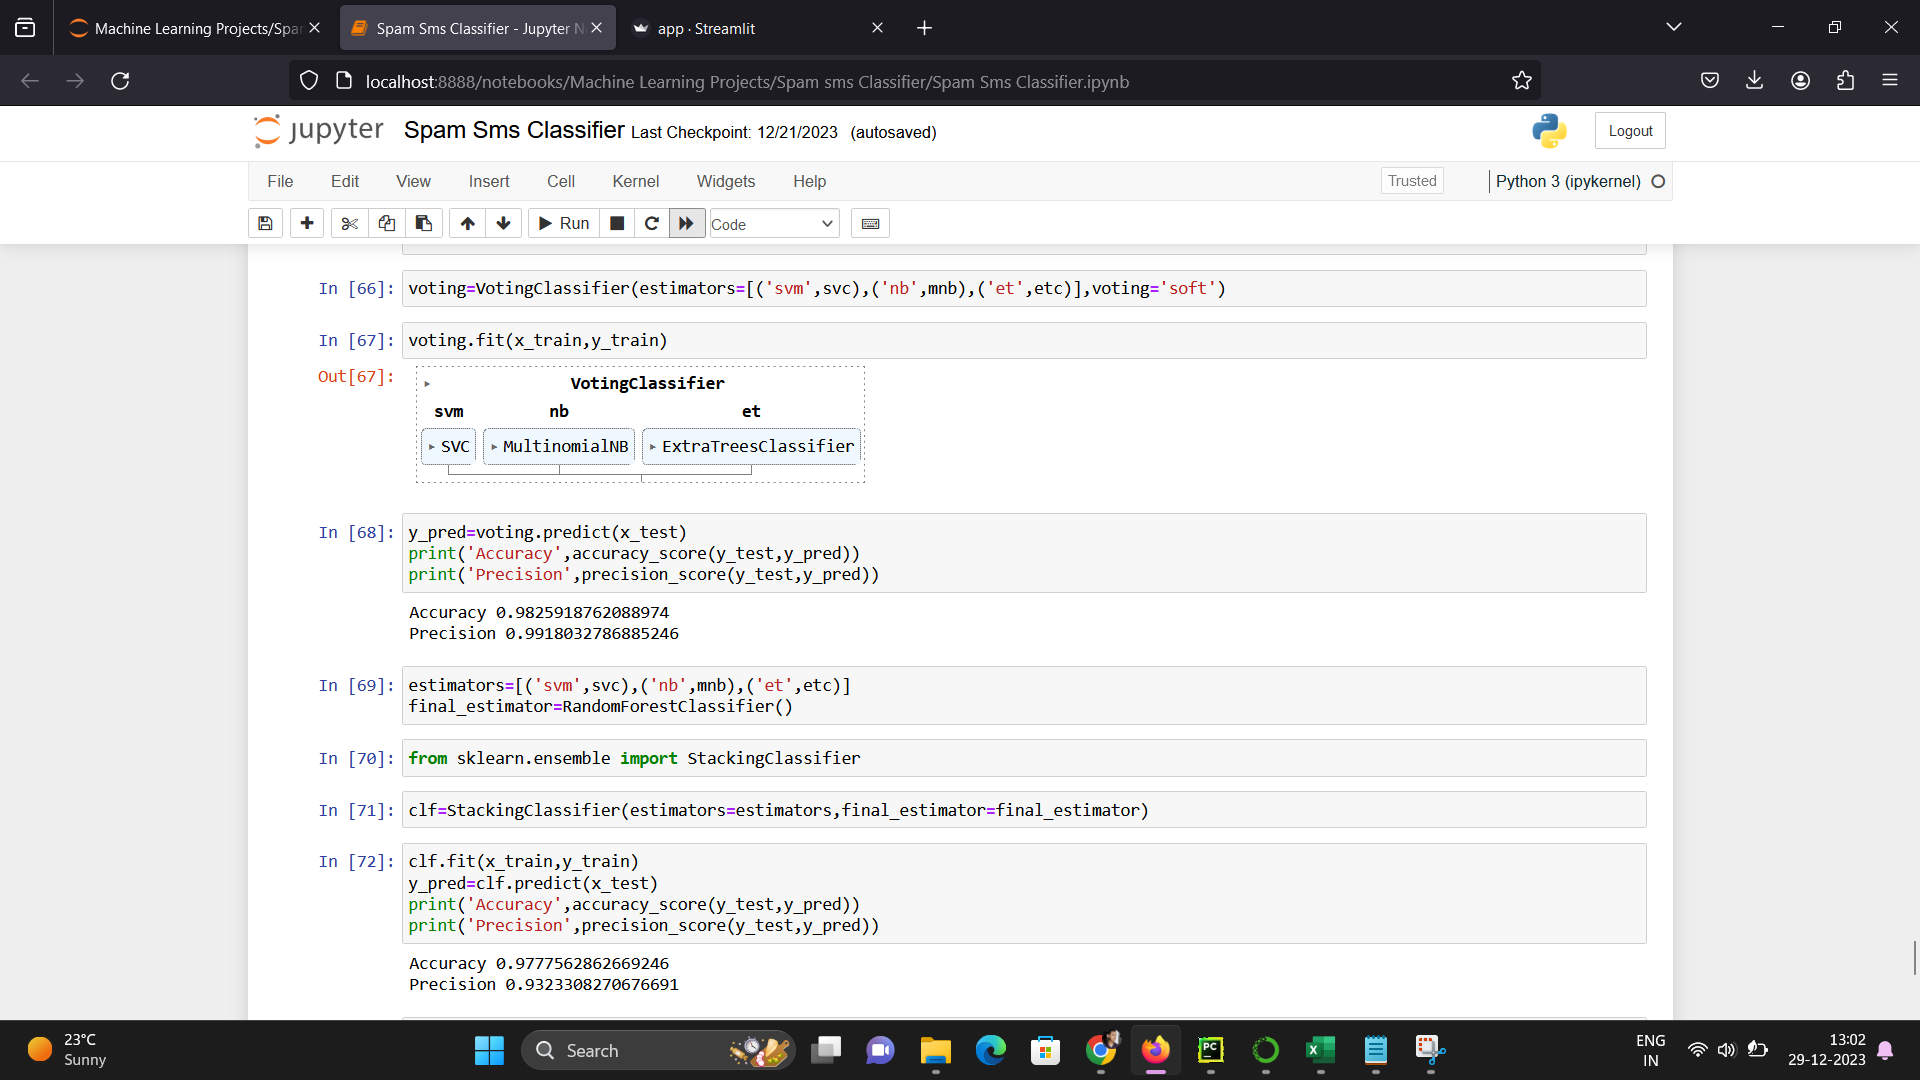 Machine Learning Projects/Spar
Spam Sms Classifier - Jupyter N
app · Streamlit
localhost:8888/notebooks/Machine Learning Projects/Spam sms Classifier/Spam Sms Classifier.ipynb
jupyter Spam Sms Classifier Last Checkpoint: 12/21/2023 (autosaved)
Logout
File Edit View Insert Cell Kernel Widgets Help
Trusted
Python 3 (ipykernel)
Run
Code
In [66]: voting=VotingClassifier(estimators=[('svm',svc),('nb',mnb),('et',etc)],voting='soft')
In [67]: voting.fit(x_train,y_train)
Out[67]:
VotingClassifier
svm nb et
SVC MultinomialNB ExtraTreesClassifier
In [68]: y_pred=voting.predict(x_test)
print('Accuracy',accuracy_score(y_test,y_pred))
print('Precision',precision_score(y_test,y_pred))
Accuracy 0.9825918762088974
Precision 0.9918032786885246
In [69]: estimators=[('svm',svc),('nb',mnb),('et',etc)]
final_estimator=RandomForestClassifier()
In [70]: from sklearn.ensemble import StackingClassifier
In [71]: clf=StackingClassifier(estimators=estimators,final_estimator=final_estimator)
In [72]: clf.fit(x_train,y_train)
y_pred=clf.predict(x_test)
print('Accuracy',accuracy_score(y_test,y_pred))
print('Precision',precision_score(y_test,y_pred))
Accuracy 0.9777562862669246
Precision 0.9323308270676691
23°C
Sunny
Search
PC
X
ENG
IN
13:02
29-12-2023